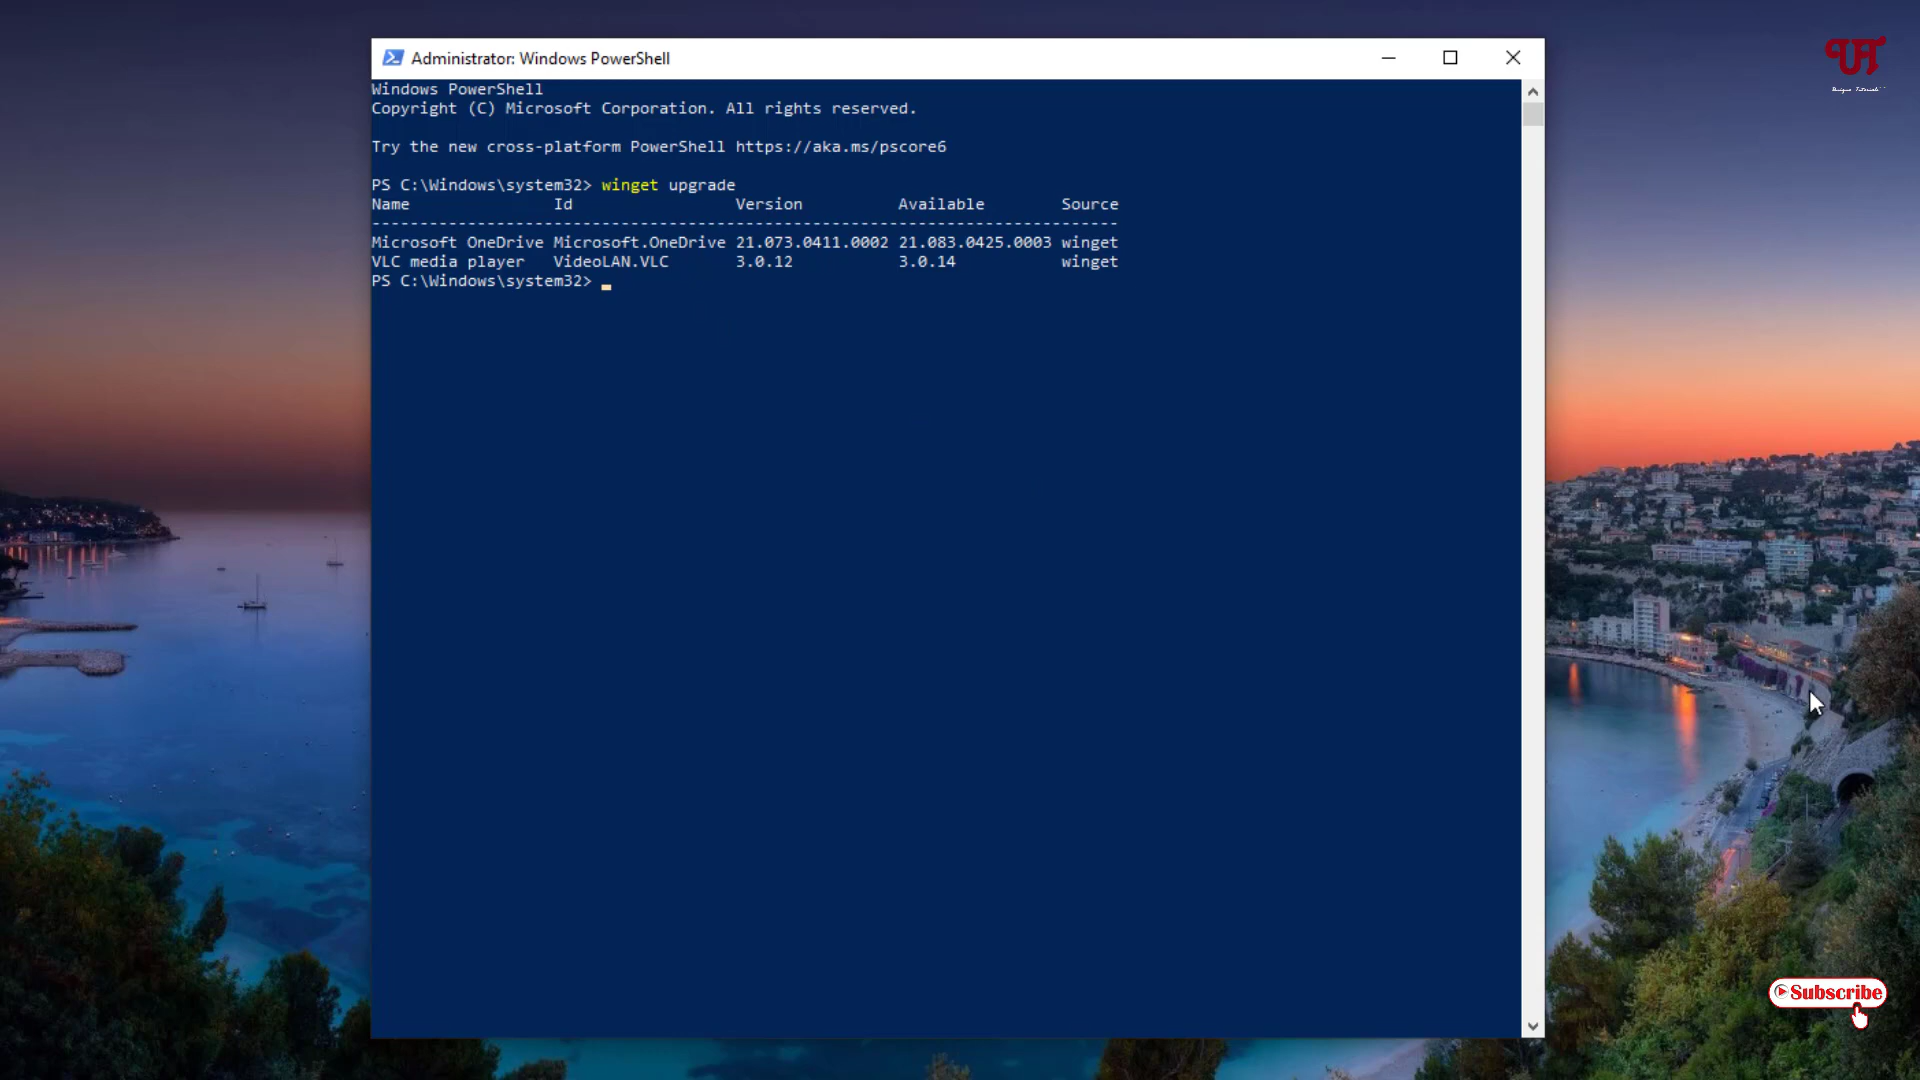 Administrator: Windows PowerShell
UT
Unique Tutorials
Windows PowerShell
Copyright (C) Microsoft Corporation. All rights reserved.
Try the new cross-platform PowerShell https://aka.ms/pscore6
PS C:\Windows\system32> winget upgrade
Name Id Version Available Source
-------------------------------------------------------------------------------
Microsoft OneDrive Microsoft.OneDrive 21.073.0411.0002 21.083.0425.0003 winget
VLC media player VideoLAN.VLC 3.0.12 3.0.14 winget
PS C:\Windows\system32>
Subscribe